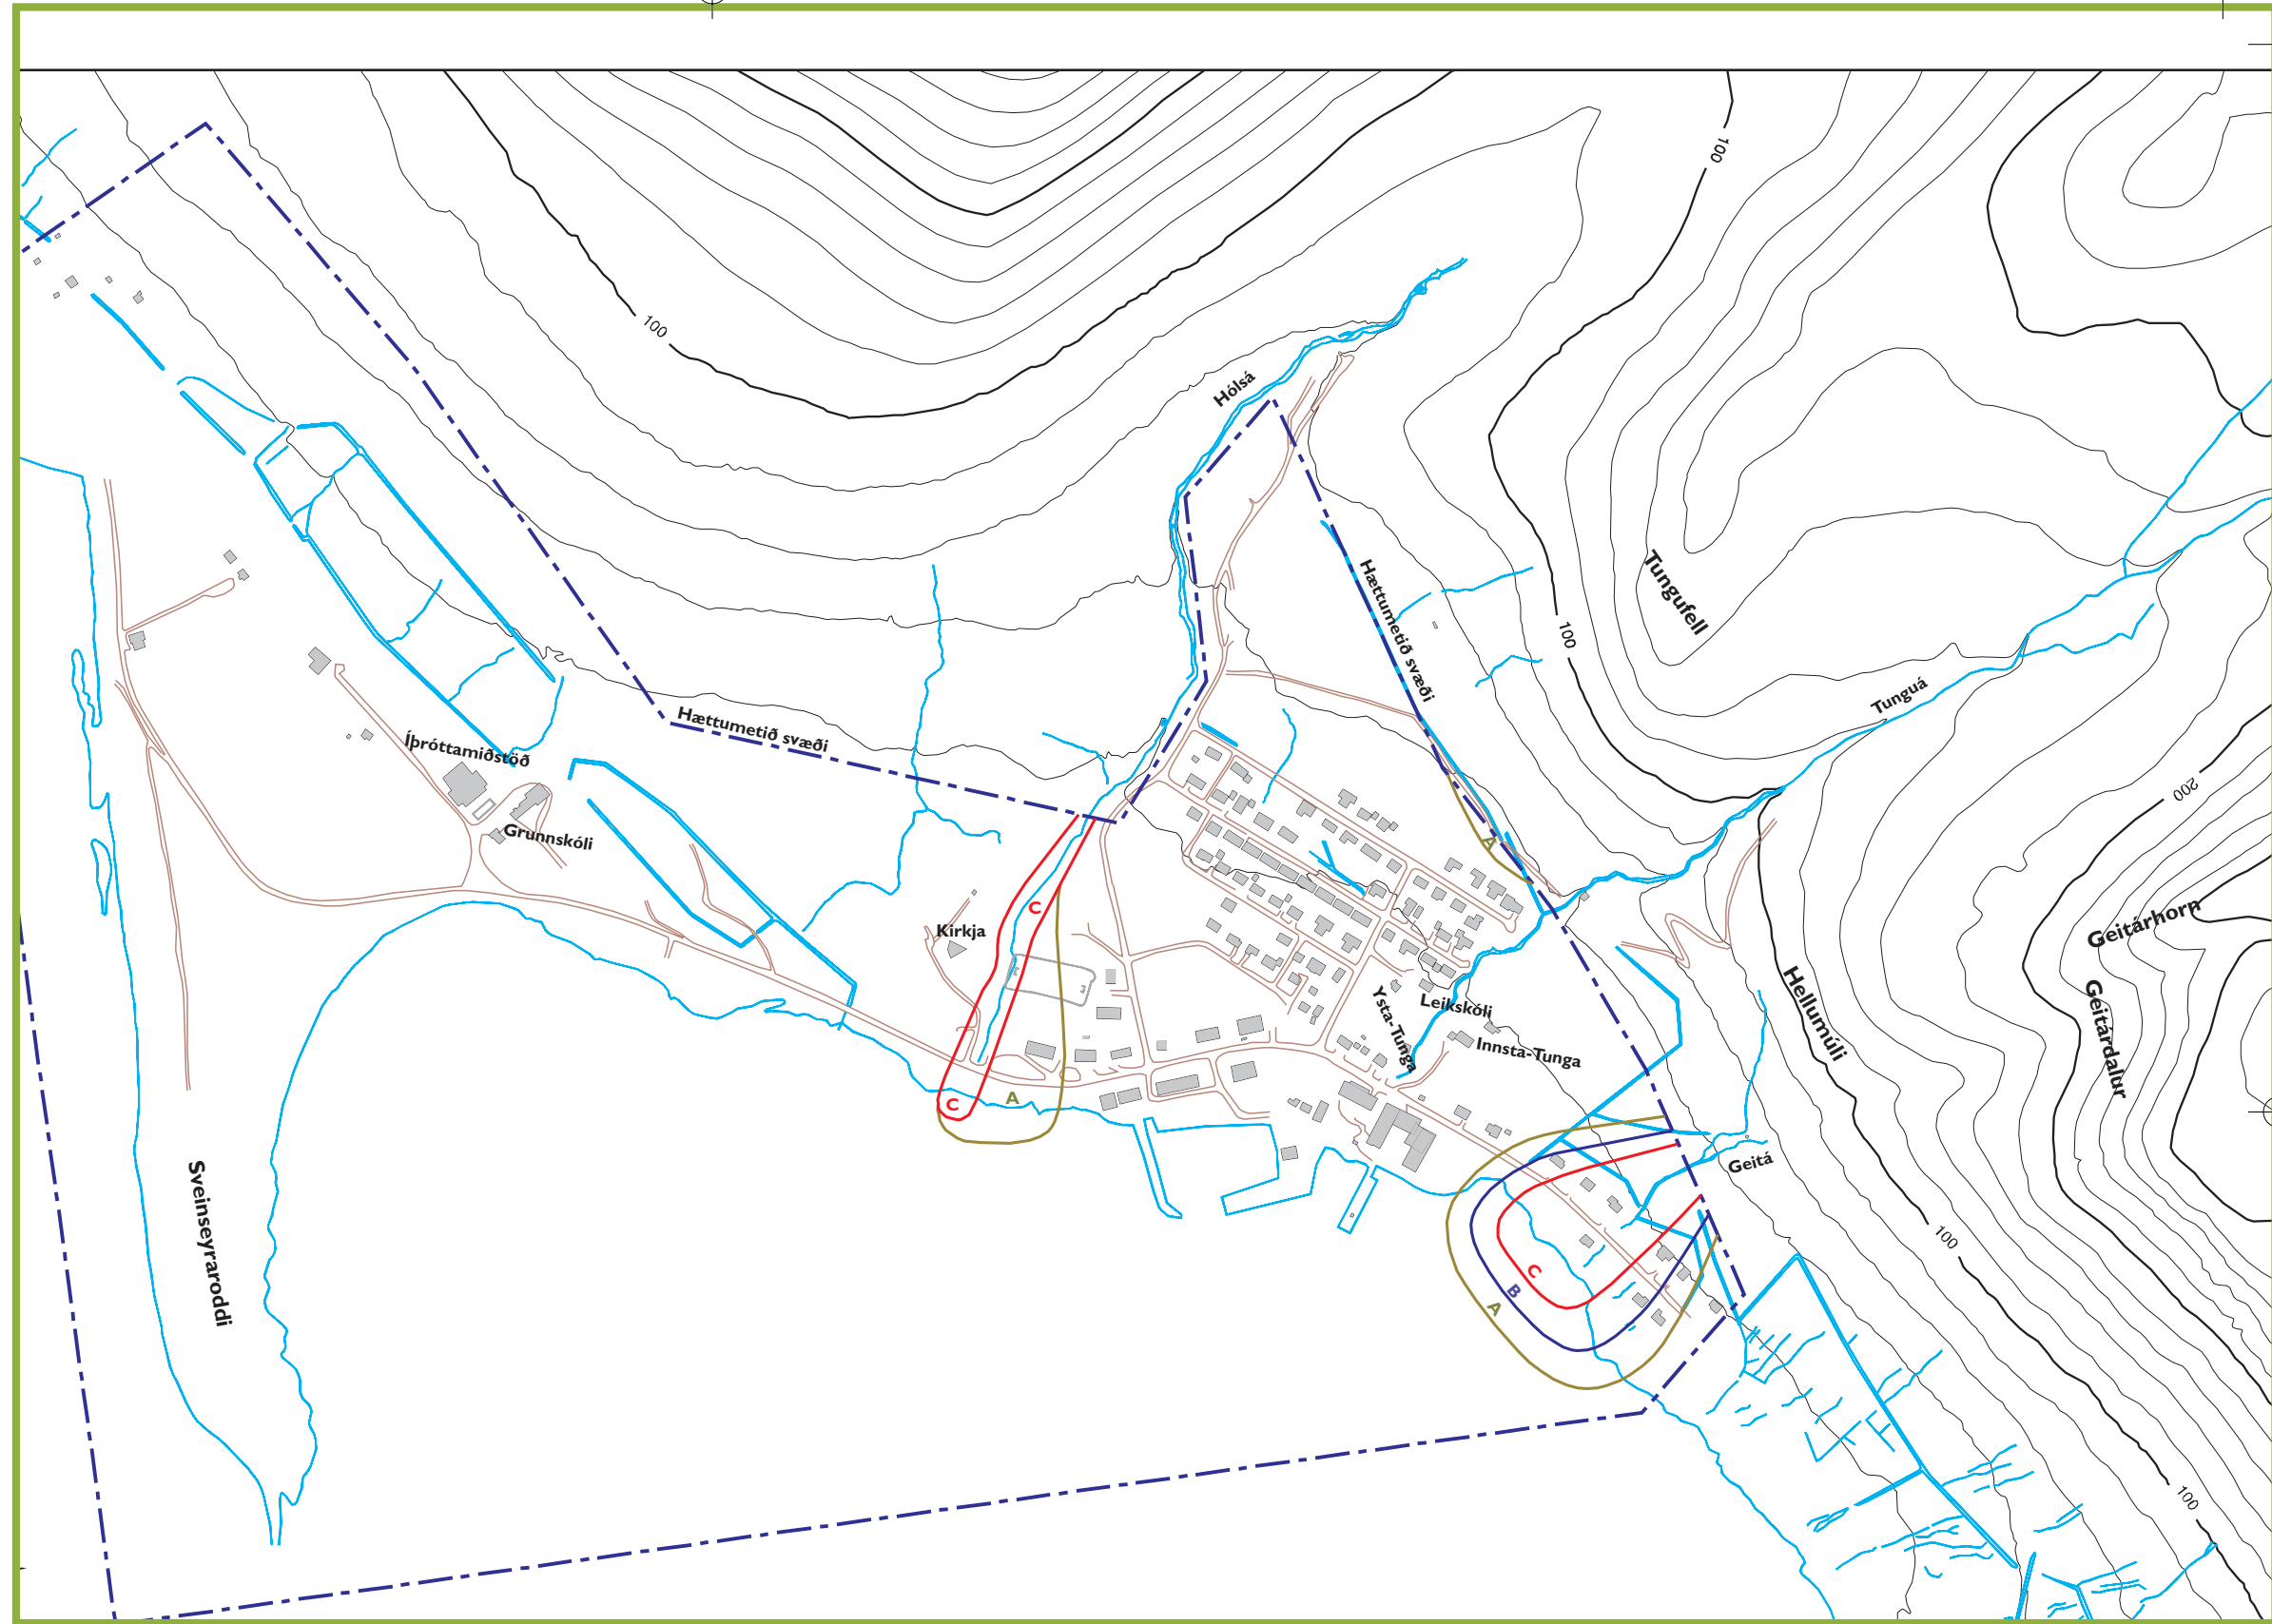 100
100
Hólsá
Tungufell
Hættumetið svæði
100
Tunguá
Hættumetið svæði
Íþróttamiðstöð
200
Grunnskóli
A
C
Kirkja
Geitárhorn
Hellumúli
Geitárdalur
Leikskóli
Ysta-Tunga
Innsta-Tunga
C
A
Geitá
Sveinseyraroddi
100
C
B
A
100